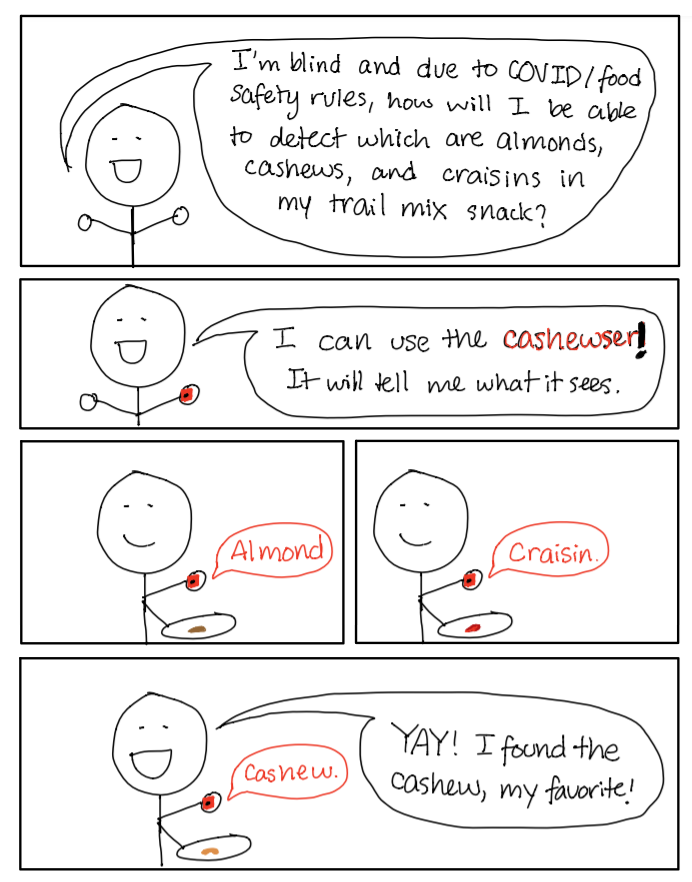 I'm blind and due to COVID/food
safety rules, how will I be able
to detect which are almonds,
cashews, and craisins in
my trail mix snack?
I can use the cashewser!
It will tell me what it sees.
Almond
Craisin.
Cashew.
YAY! I found the
cashew, my favorite!